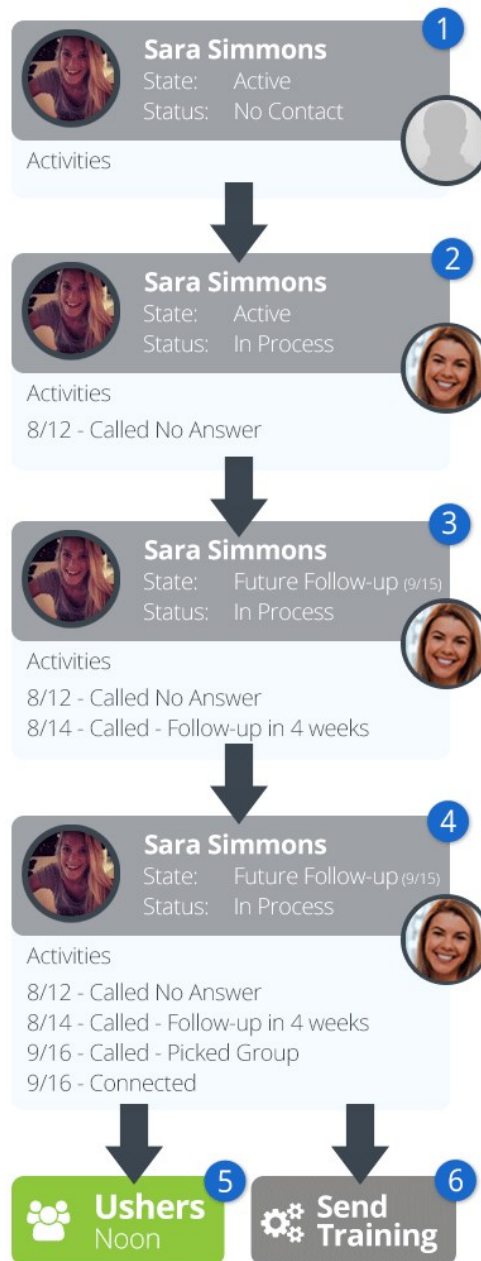 1
Sara Simmons
State: Active
Status: No Contact
Activities
2
Sara Simmons
State: Active
Status: In Process
Activities
8/12 - Called No Answer
3
Sara Simmons
State: Future Follow-up (9/15)
Status: In Process
Activities
8/12 - Called No Answer
8/14 - Called - Follow-up in 4 weeks
4
Sara Simmons
State: Future Follow-up (9/15)
Status: In Process
Activities
8/12 - Called No Answer
8/14 - Called - Follow-up in 4 weeks
9/16 - Called - Picked Group
9/16 - Connected
5
Ushers
Noon
6
Send
Training